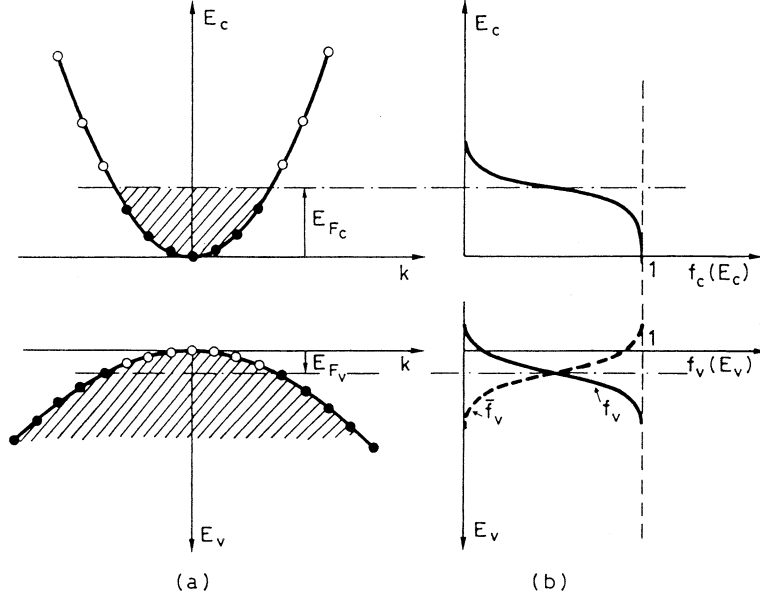 E_c
E_{F_c}
k
E_{F_v}
k
E_v
(a)
E_c
1
f_c(E_c)
1
f_v(E_v)
f̄_v
f_v
E_v
(b)